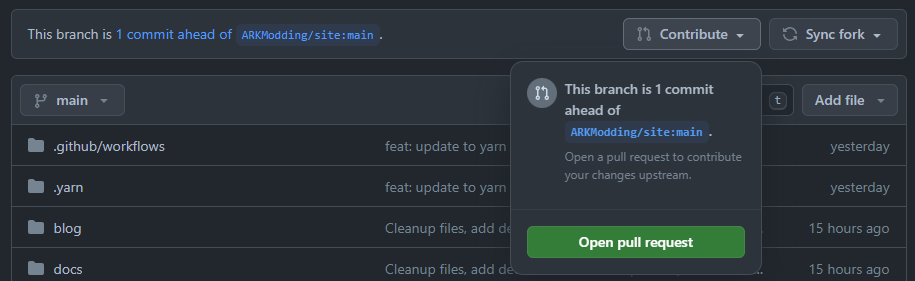 This branch is 1 commit ahead of ARKModding/site:main .
Contribute
Sync fork
main
t
Add file
This branch is 1 commit
ahead of
ARKModding/site:main .
Open a pull request to contribute
your changes upstream.
Open pull request
.github/workflows
feat: update to yarn
yesterday
.yarn
feat: update to yarn
yesterday
blog
Cleanup files, add de
15 hours ago
docs
Cleanup files, add de
...
15 hours ago